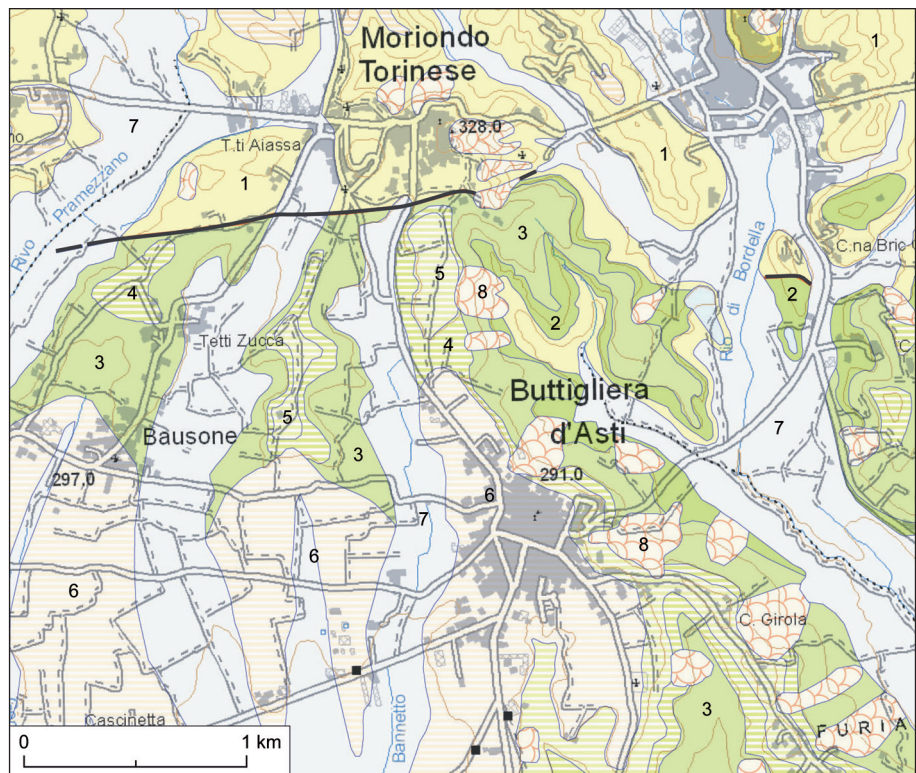 Moriondo
Torinese
328.0
1
7
T.ti Aiassa
1
1
Rivo Pramezzano
3
5
4
8
2
Rio di Bordella
C.na Bric
2
4
3
Tetti Zucca
Buttigliera
d'Asti
5
Bausone
3
291.0
7
297,0
6
7
6
8
6
C. Girola
3
FURIA
Cascinetta
Bannetto
0 1 km